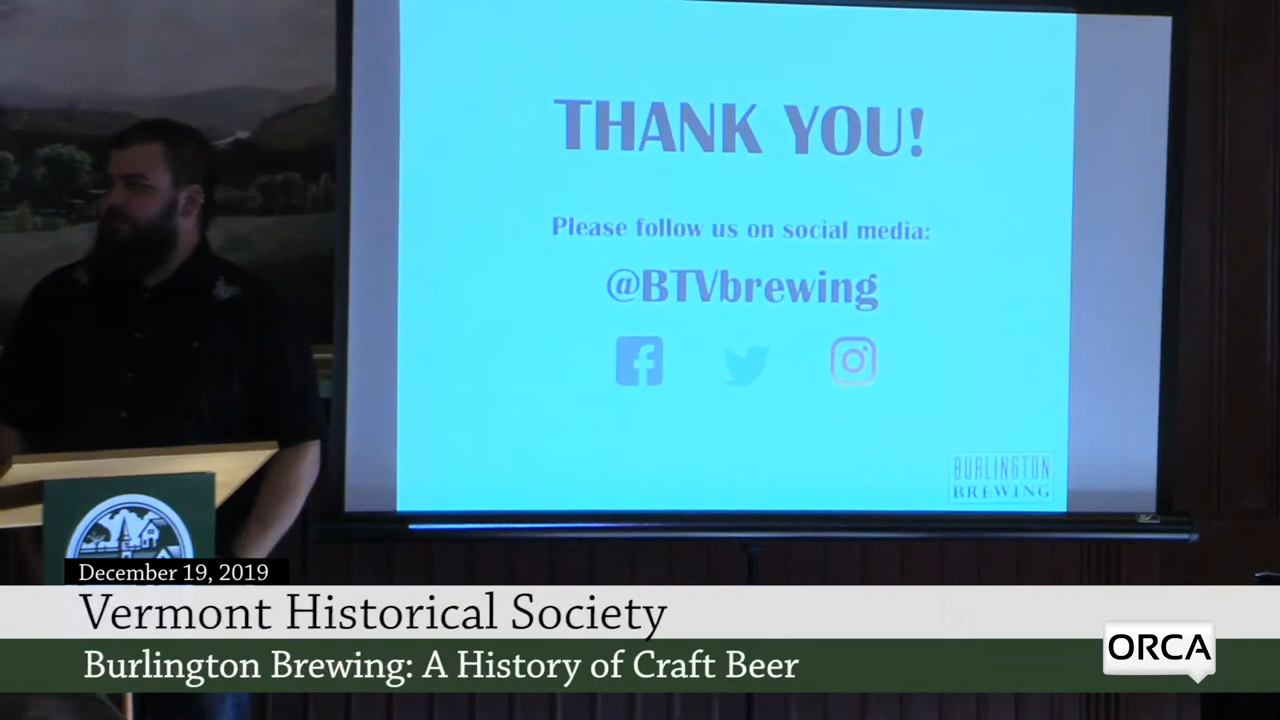 THANK YOU!
Please follow us on social media:
@BTVbrewing
BURLINGTON
BREWING
December 19, 2019
Vermont Historical Society
Burlington Brewing: A History of Craft Beer
ORCA